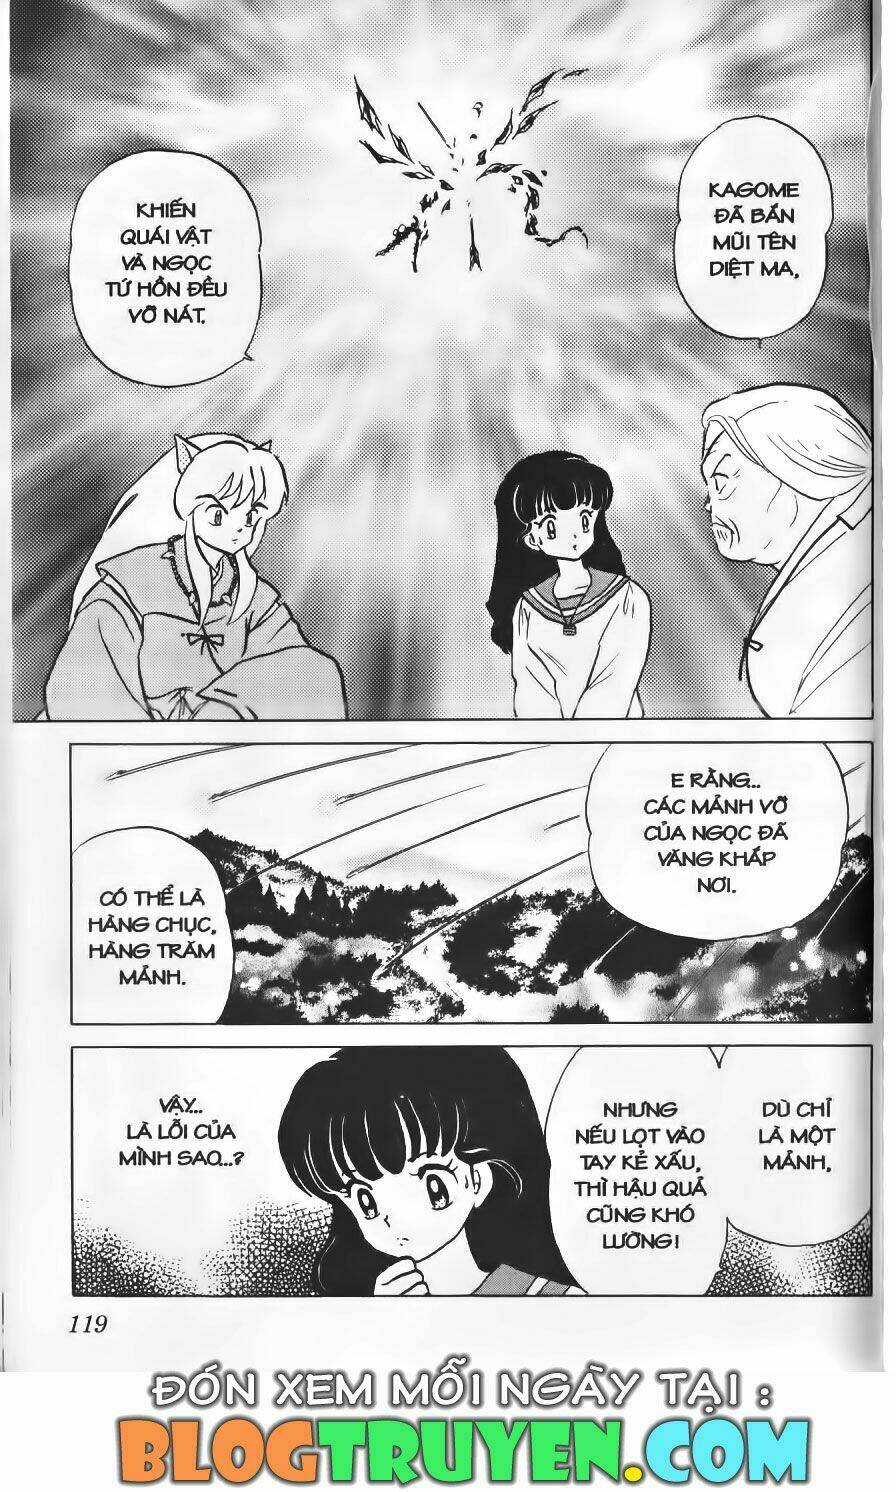 KAGOME
ĐÃ BẮN
MŨI TÊN
DIỆT MA,
KHIẾN
QUÁI VẬT
VÀ NGỌC
TỨ HỒN ĐỀU
VỠ NÁT.
E RẰNG...
CÁC MẢNH VỠ
CỦA NGỌC ĐÃ
VĂNG KHẮP
NƠI.
CÓ THỂ LÀ
HÀNG CHỤC,
HÀNG TRĂM
MẢNH.
DÙ CHỈ
LÀ MỘT
MẢNH,
NHƯNG
NẾU LỌT VÀO
TAY KẺ XẤU,
THÌ HẬU QUẢ
CŨNG KHÓ
LƯỜNG!
VẬY...
LÀ LỖI CỦA
MÌNH SAO...?
119
ĐÓN XEM MỖI NGÀY TẠI :
BLOGTRUYEN.COM